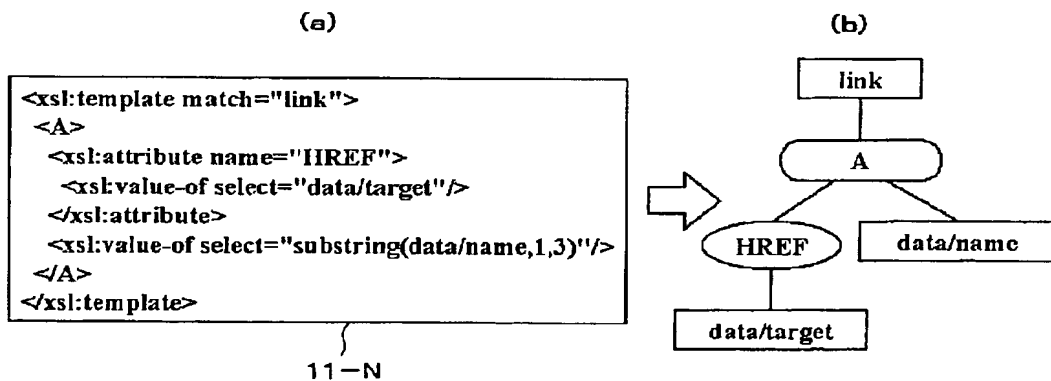 (a)
<xsl:template match="link">
<A>
<xsl:attribute name="HREF">
<xsl:value-of select="data/target"/>
</xsl:attribute>
<xsl:value-of select="substring(data/name,1,3)"/>
</A>
</xsl:template>
11-N
(b)
link
A
HREF
data/name
data/target